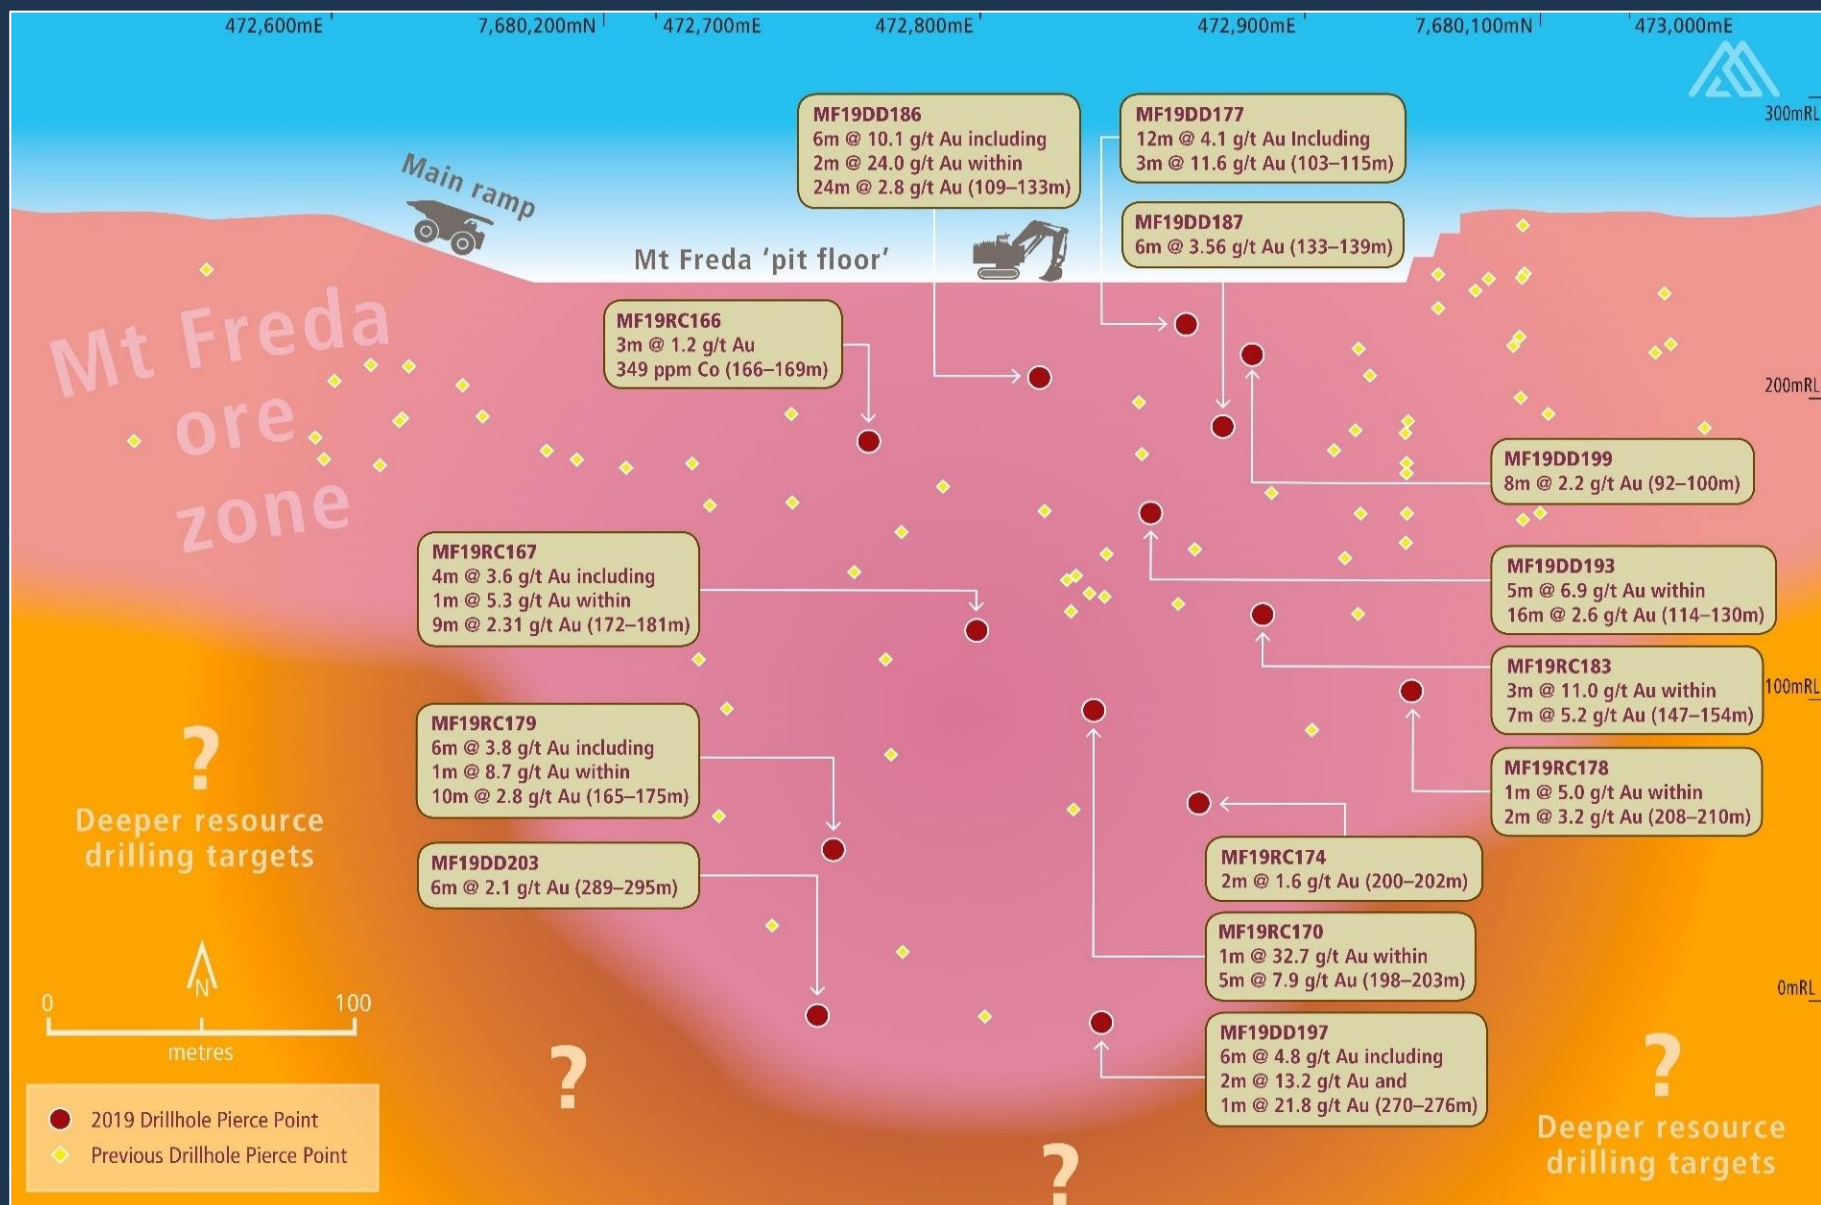 472,600mE
7,680,200mN
472,700mE
472,800mE
472,900mE
7,680,100mN
473,000mE
300mRL
200mRL
100mRL
0mRL
Main ramp
Mt Freda 'pit floor'
Mt Freda
ore
zone
MF19DD186
6m @ 10.1 g/t Au including
2m @ 24.0 g/t Au within
24m @ 2.8 g/t Au (109–133m)
MF19DD177
12m @ 4.1 g/t Au Including
3m @ 11.6 g/t Au (103–115m)
MF19DD187
6m @ 3.56 g/t Au (133–139m)
MF19RC166
3m @ 1.2 g/t Au
349 ppm Co (166–169m)
MF19DD199
8m @ 2.2 g/t Au (92–100m)
MF19RC167
4m @ 3.6 g/t Au including
1m @ 5.3 g/t Au within
9m @ 2.31 g/t Au (172–181m)
MF19DD193
5m @ 6.9 g/t Au within
16m @ 2.6 g/t Au (114–130m)
MF19RC183
3m @ 11.0 g/t Au within
7m @ 5.2 g/t Au (147–154m)
MF19RC179
6m @ 3.8 g/t Au including
1m @ 8.7 g/t Au within
10m @ 2.8 g/t Au (165–175m)
MF19RC178
1m @ 5.0 g/t Au within
2m @ 3.2 g/t Au (208–210m)
MF19DD203
6m @ 2.1 g/t Au (289–295m)
MF19RC174
2m @ 1.6 g/t Au (200–202m)
MF19RC170
1m @ 32.7 g/t Au within
5m @ 7.9 g/t Au (198–203m)
MF19DD197
6m @ 4.8 g/t Au including
2m @ 13.2 g/t Au and
1m @ 21.8 g/t Au (270–276m)
?
Deeper resource
drilling targets
N
0 100
metres
2019 Drillhole Pierce Point
Previous Drillhole Pierce Point
?
?
?
Deeper resource
drilling targets